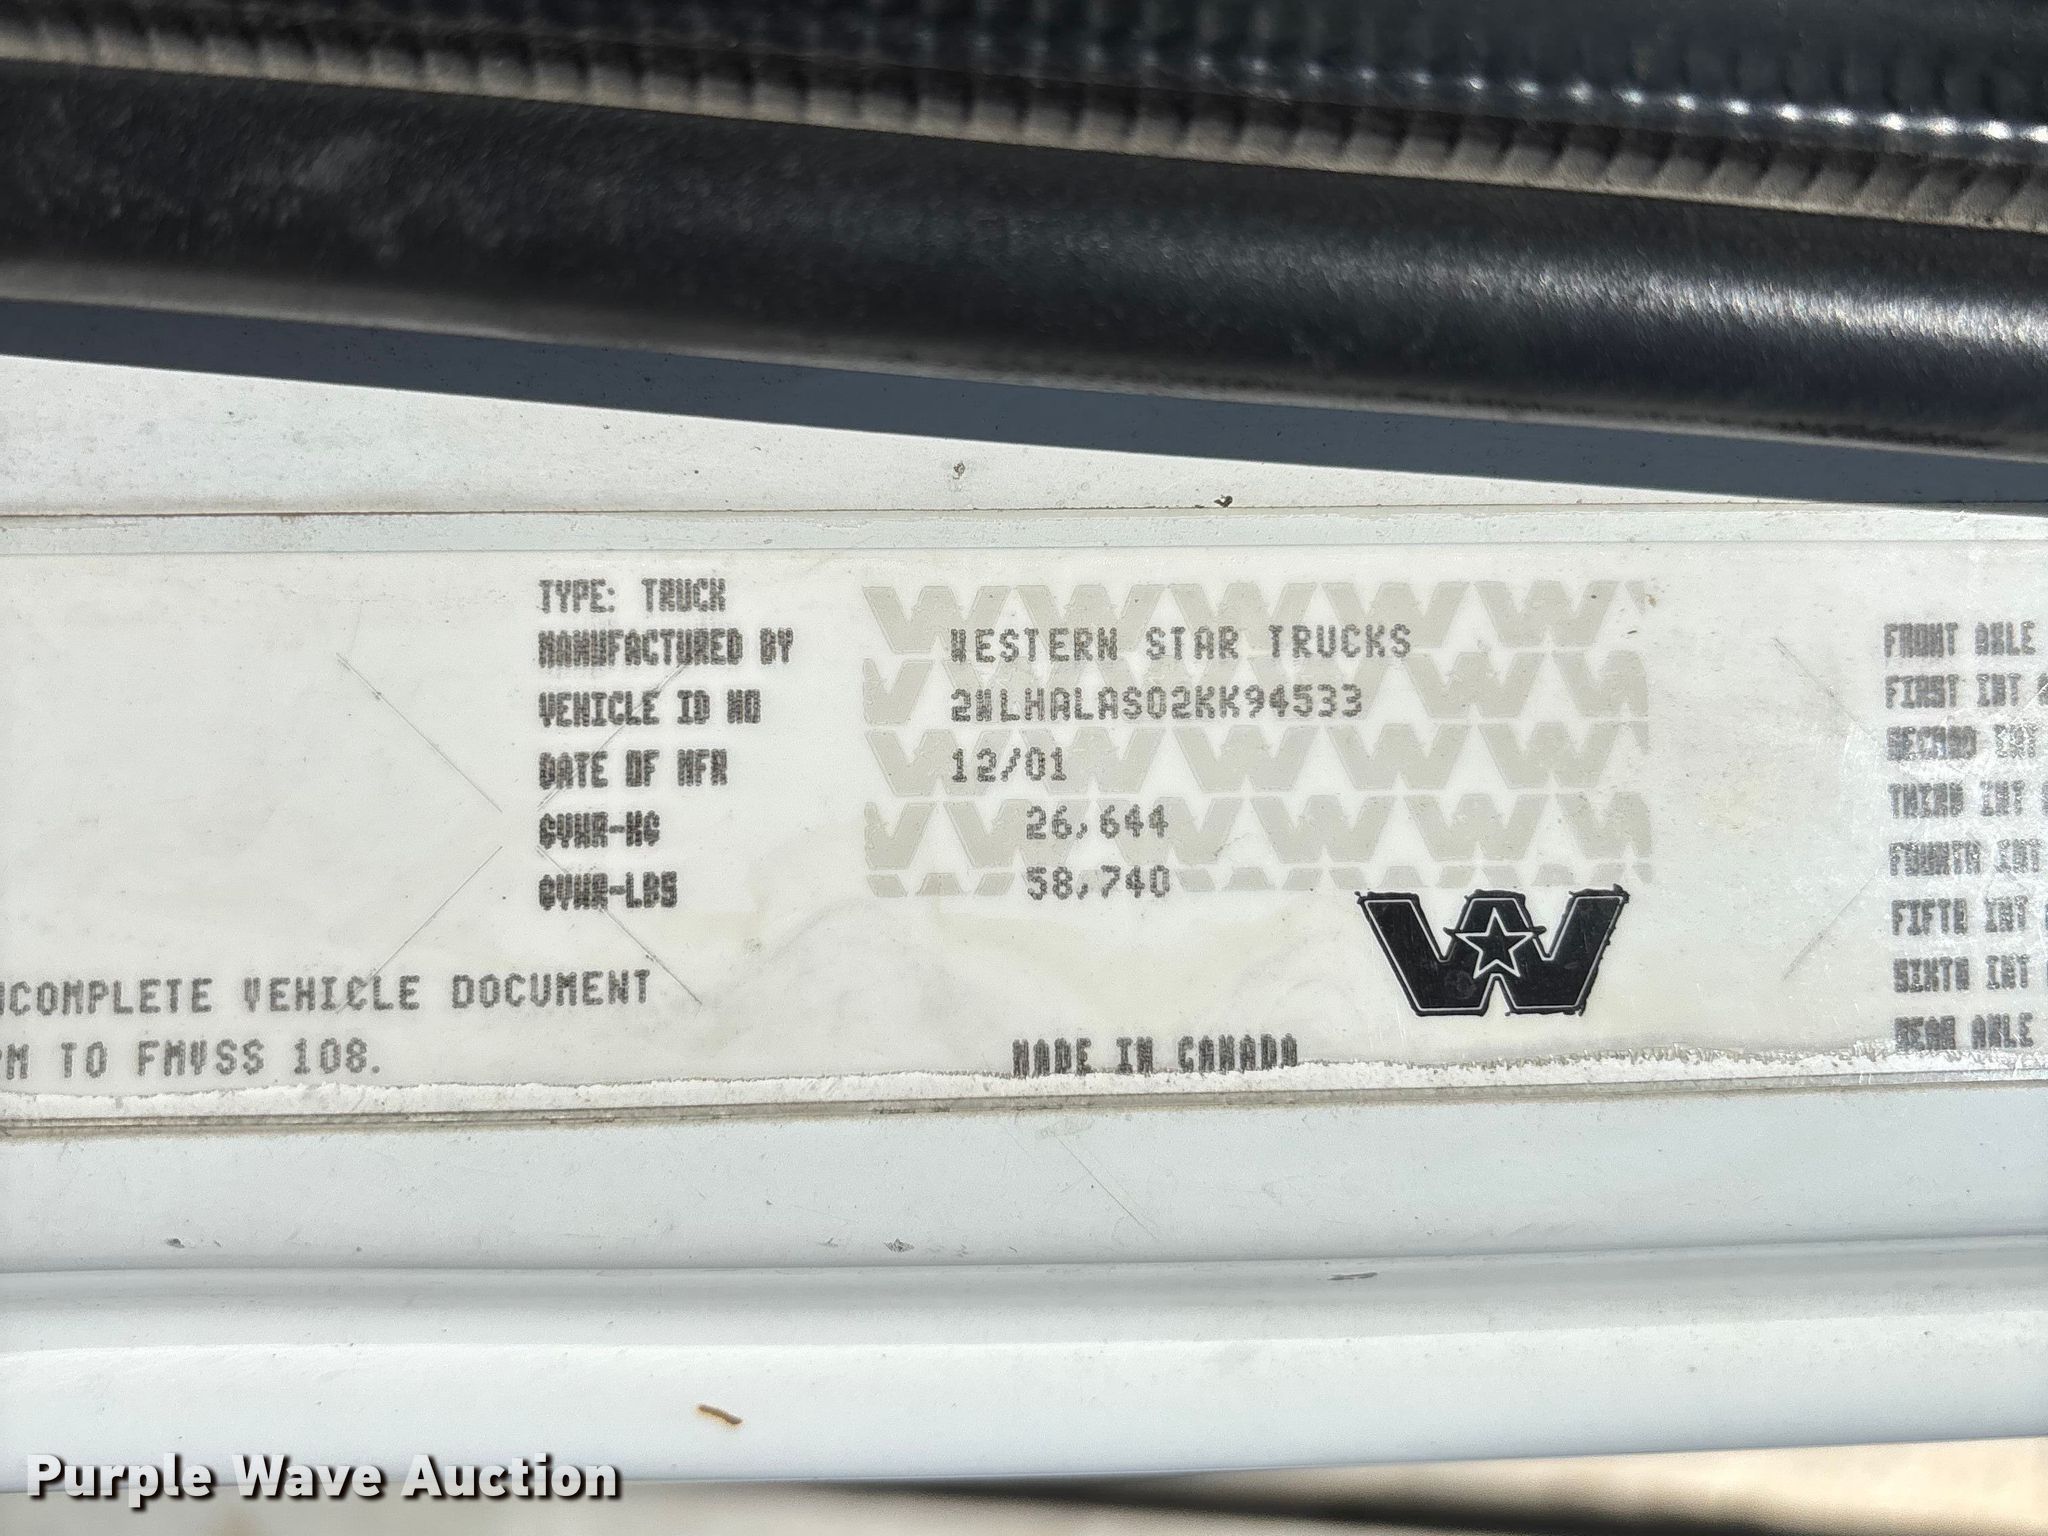 TYPE: TRUCK
MANUFACTURED BY WESTERN STAR TRUCKS
VEHICLE ID NO 2WLHALAS02KK94533
DATE OF MFR 12/01
GVWR-KG 26,644
GVWR-LBS 58,740
NCOMPLETE VEHICLE DOCUMENT
RM TO FMVSS 108.
MADE IN CANADA
FRONT AXLE
FIRST INT
SECOND INT
THIRD INT
FOURTH INT
FIFTH INT
SIXTH INT
REAR AXLE
Purple Wave Auction